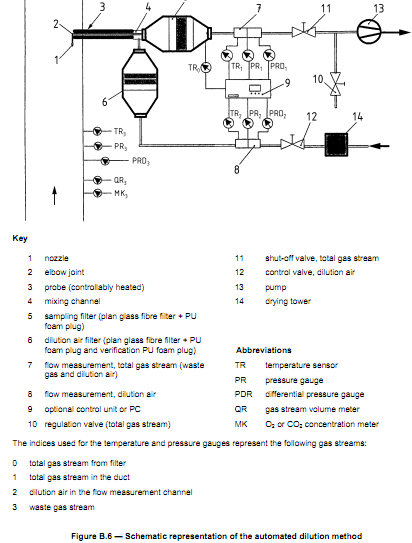 2
3
4
7
11
13
1
TR₀
TR₁
PR₁
PRD₁
9
10
6
TR₂
PR₂
PRD₂
12
14
8
TR₃
PR₃
PRD₃
QR₃
MK₃
Key
1 nozzle
2 elbow joint
3 probe (controllably heated)
4 mixing channel
5 sampling filter (plan glass fibre filter + PU
foam plug)
6 dilution air filter (plan glass fibre filter + PU
foam plug and verification PU foam plug)
7 flow measurement, total gas stream (waste
gas and dilution air)
8 flow measurement, dilution air
9 optional control unit or PC
10 regulation valve (total gas stream)
11 shut-off valve, total gas stream
12 control valve, dilution air
13 pump
14 drying tower
Abbreviations
TR temperature sensor
PR pressure gauge
PDR differential pressure gauge
QR gas stream volume meter
MK O₂ or CO₂ concentration meter
The indices used for the temperature and pressure gauges represent the following gas streams:
0 total gas stream from filter
1 total gas stream in the duct
2 dilution air in the flow measurement channel
3 waste gas stream
Figure B.6 — Schematic representation of the automated dilution method